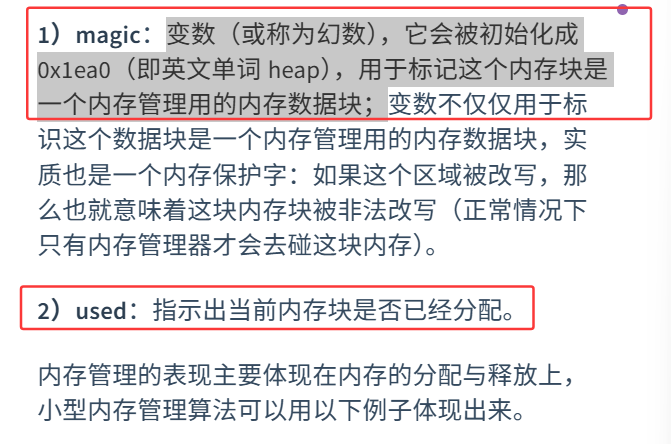 1）magic：变数（或称为幻数），它会被初始化成
0x1ea0（即英文单词 heap），用于标记这个内存块是
一个内存管理用的内存数据块；变数不仅仅用于标
识这个数据块是一个内存管理用的内存数据块，实
质也是一个内存保护字：如果这个区域被改写，那
么也就意味着这块内存块被非法改写（正常情况下
只有内存管理器才会去碰这块内存）。
2）used：指示出当前内存块是否已经分配。
内存管理的表现主要体现在内存的分配与释放上，
小型内存管理算法可以用以下例子体现出来。